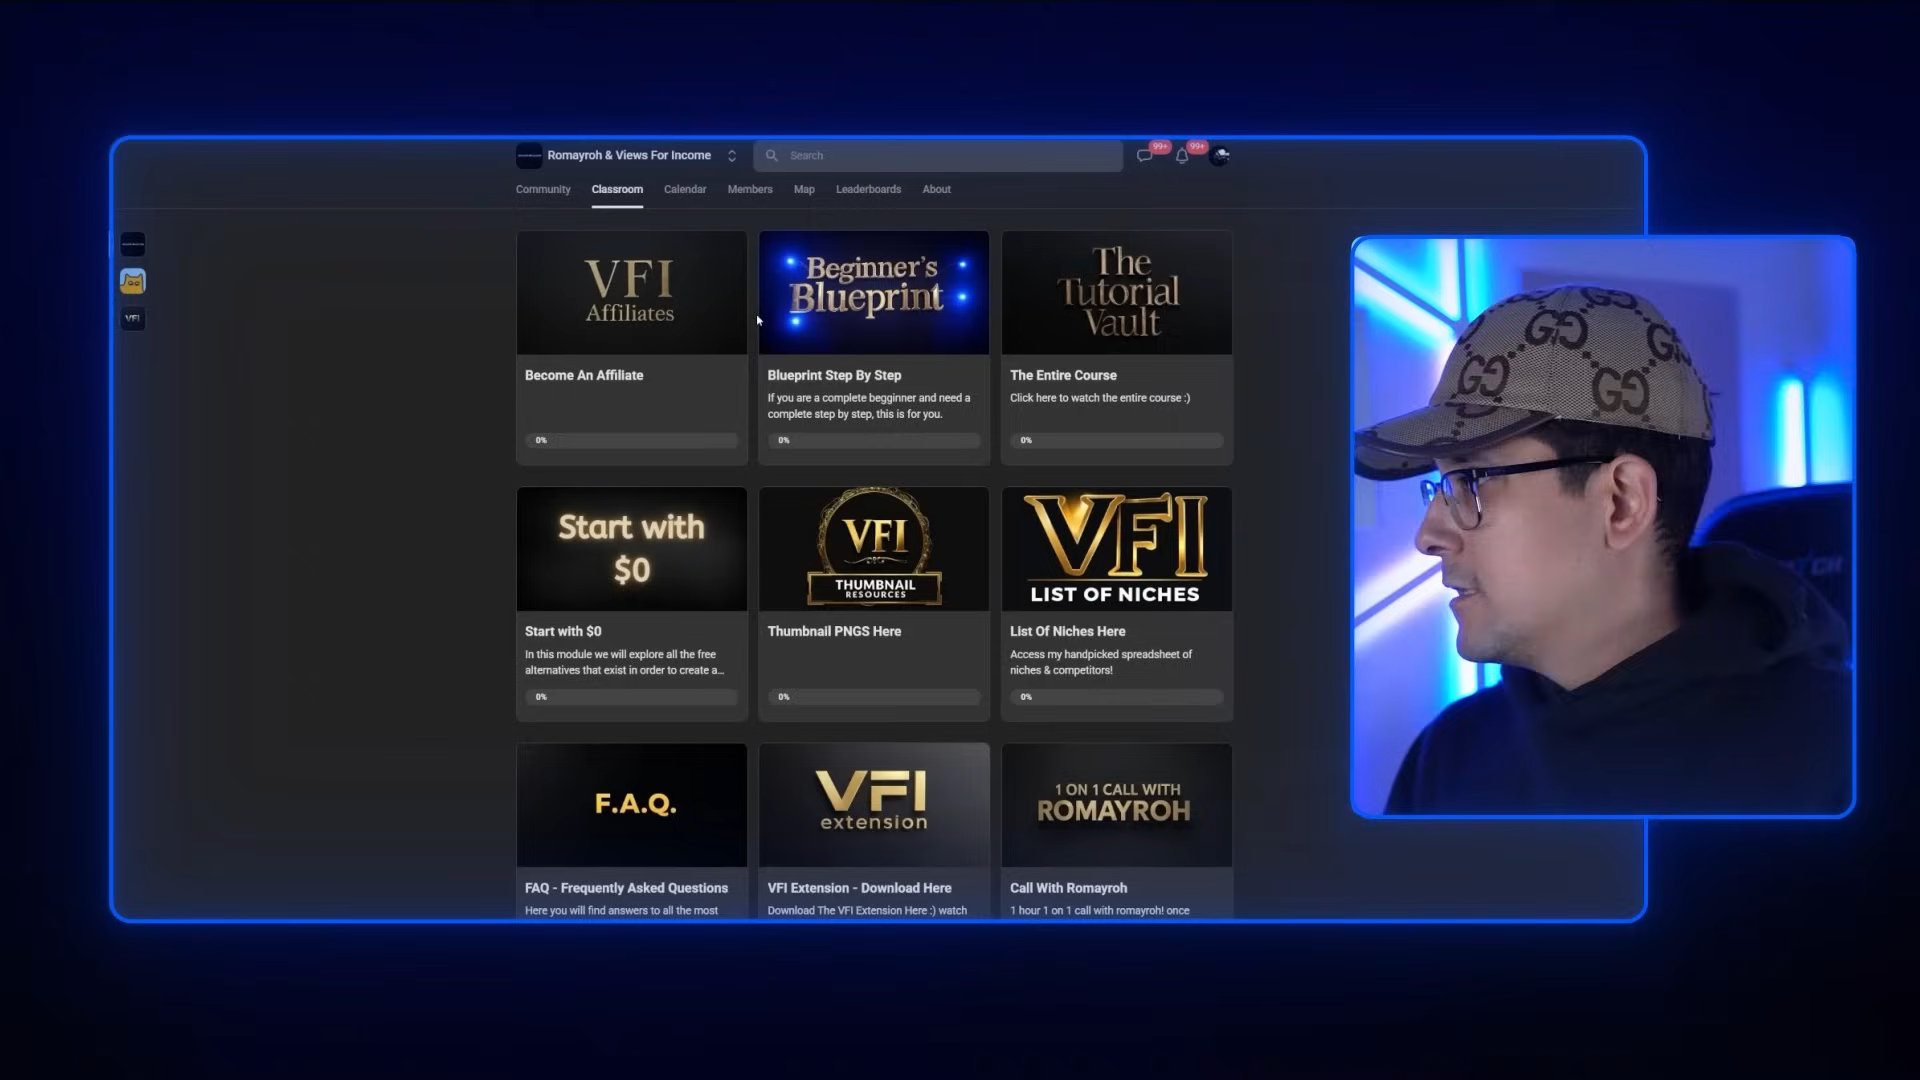 Romayroh & Views For Income
Search
99+
99+
Community
Classroom
Calendar
Members
Map
Leaderboards
About
VFI
VFI
Affiliates
Become An Affiliate
0%
Beginner's
Blueprint
Blueprint Step By Step
If you are a complete begginner and need a
complete step by step, this is for you.
0%
The
Tutorial
Vault
The Entire Course
Click here to watch the entire course :)
0%
Start with
$0
Start with $0
In this module we will explore all the free
alternatives that exist in order to create a...
0%
VFI
THUMBNAIL
RESOURCES
Thumbnail PNGS Here
0%
VFI
LIST OF NICHES
List Of Niches Here
Access my handpicked spreadsheet of
niches & competitors!
0%
F.A.Q.
FAQ - Frequently Asked Questions
Here you will find answers to all the most
VFI
extension
VFI Extension - Download Here
Download The VFI Extension Here :) watch
1 ON 1 CALL WITH
ROMAYROH
Call With Romayroh
1 hour 1 on 1 call with romayroh! once